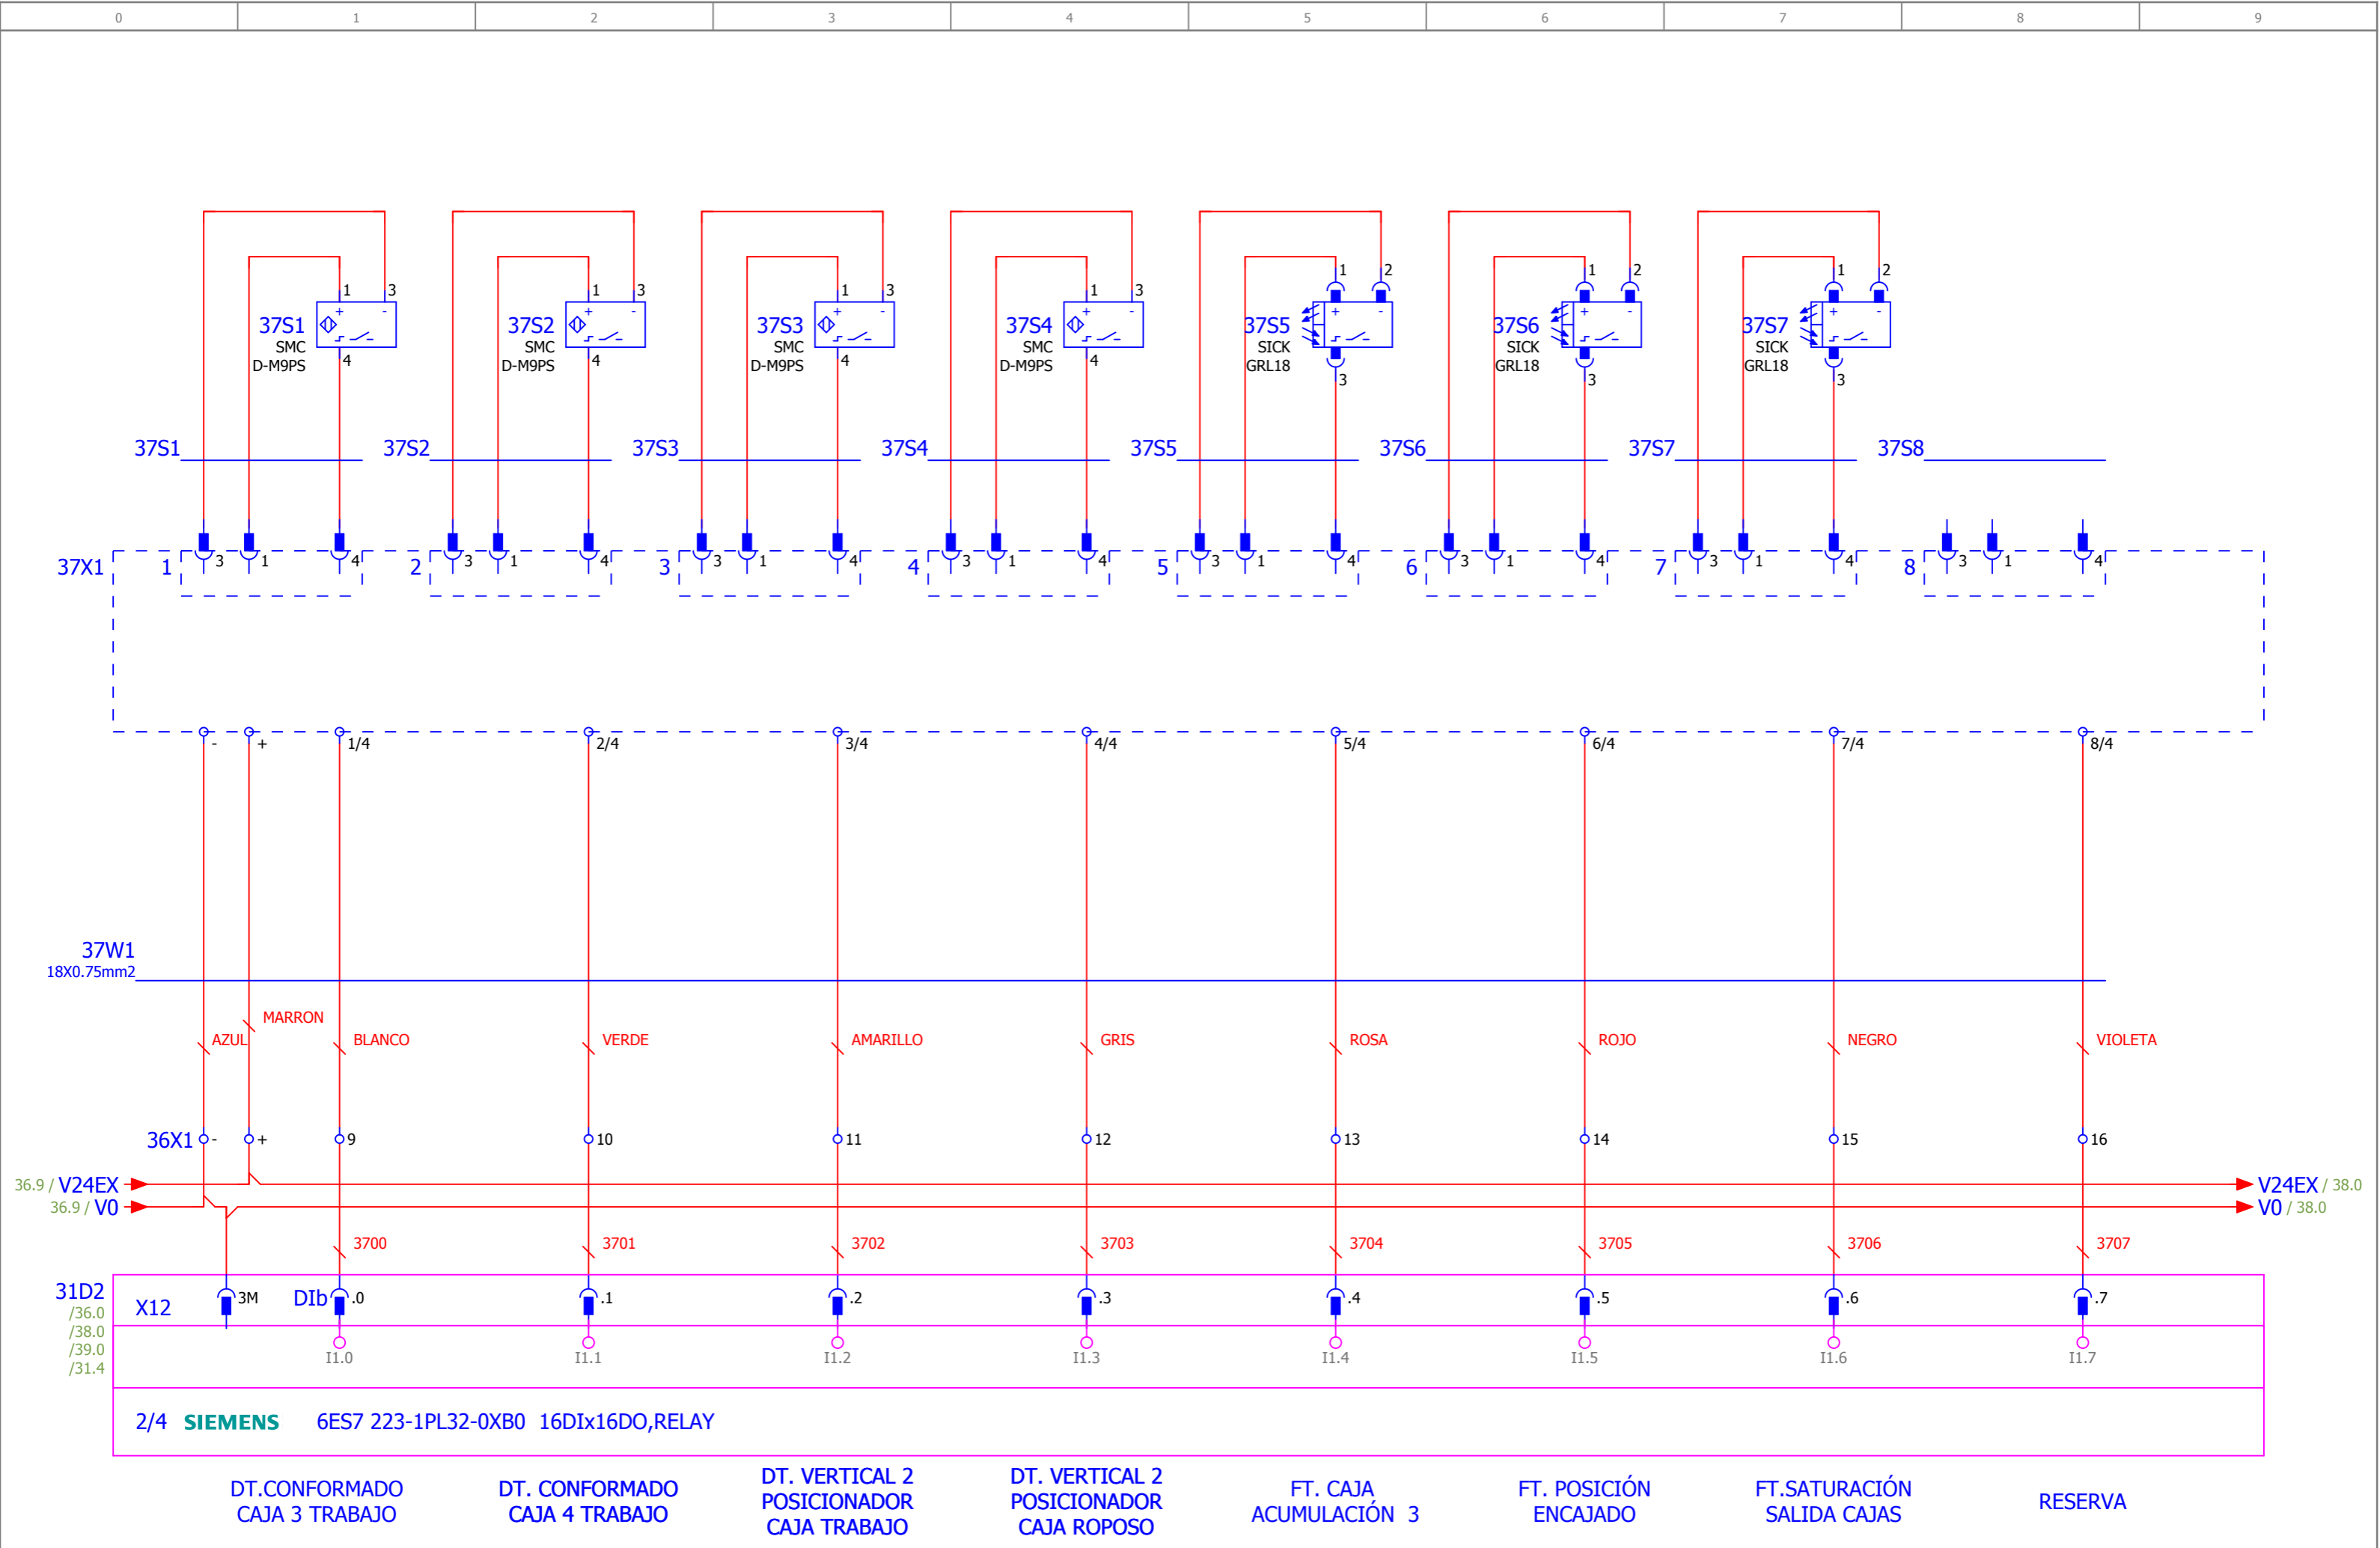 0 1 2 3 4 5 6 7 8 9
1 3 1 3 1 3 1 3 1 2 1 2 1 2
+ - + - + - + - + - + - + -
37S1 37S2 37S3 37S4 37S5 37S6 37S7
SMC SMC SMC SMC SICK SICK SICK
D-M9PS D-M9PS D-M9PS D-M9PS GRL18 GRL18 GRL18
4 4 4 4 3 3 3
37S1 37S2 37S3 37S4 37S5 37S6 37S7 37S8
37X1 1 3 1 4 2 3 1 4 3 3 1 4 4 3 1 4 5 3 1 4 6 3 1 4 7 3 1 4 8 3 1 4
- + 1/4 2/4 3/4 4/4 5/4 6/4 7/4 8/4
37W1
18X0.75mm2
MARRON
AZUL BLANCO VERDE AMARILLO GRIS ROSA ROJO NEGRO VIOLETA
36X1 - + 9 10 11 12 13 14 15 16
36.9 / V24EX V24EX / 38.0
36.9 / V0 V0 / 38.0
3700 3701 3702 3703 3704 3705 3706 3707
31D2
/36.0
/38.0
/39.0
/31.4
X12 3M DIb .0 .1 .2 .3 .4 .5 .6 .7
I1.0 I1.1 I1.2 I1.3 I1.4 I1.5 I1.6 I1.7
2/4 SIEMENS 6ES7 223-1PL32-0XB0 16DIx16DO,RELAY
DT.CONFORMADO
CAJA 3 TRABAJO
DT. CONFORMADO
CAJA 4 TRABAJO
DT. VERTICAL 2
POSICIONADOR
CAJA TRABAJO
DT. VERTICAL 2
POSICIONADOR
CAJA ROPOSO
FT. CAJA
ACUMULACIÓN 3
FT. POSICIÓN
ENCAJADO
FT.SATURACIÓN
SALIDA CAJAS
RESERVA